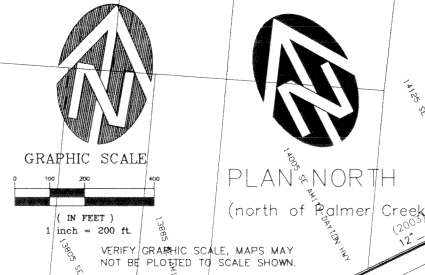 N
N
GRAPHIC SCALE
0 100 200 400
( IN FEET )
1 inch = 200 ft.
PLAN NORTH
(north of Palmer Creek
VERIFY GRAPHIC SCALE, MAPS MAY
NOT BE PLOTTED TO SCALE SHOWN.
13805 SE
13885
14005 SE AMITY DAYTON HWY
14125 SE
(2003)
12"